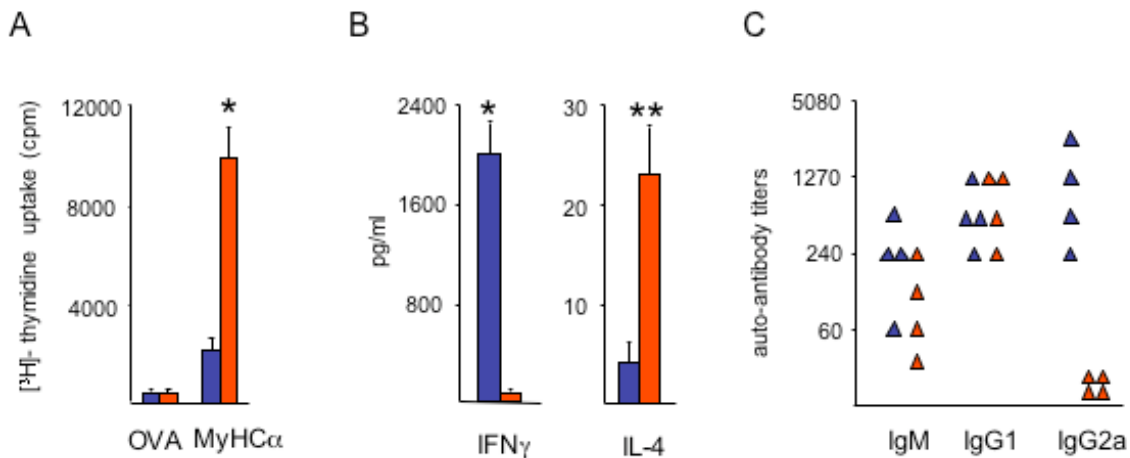 A
[³H]- thymidine uptake (cpm)
12000
8000
4000
*
OVA MyHCα
B
pg/ml
2400
1600
800
*
IFNγ
30
20
10
**
IL-4
C
auto-antibody titers
5080
1270
240
60
IgM IgG1 IgG2a